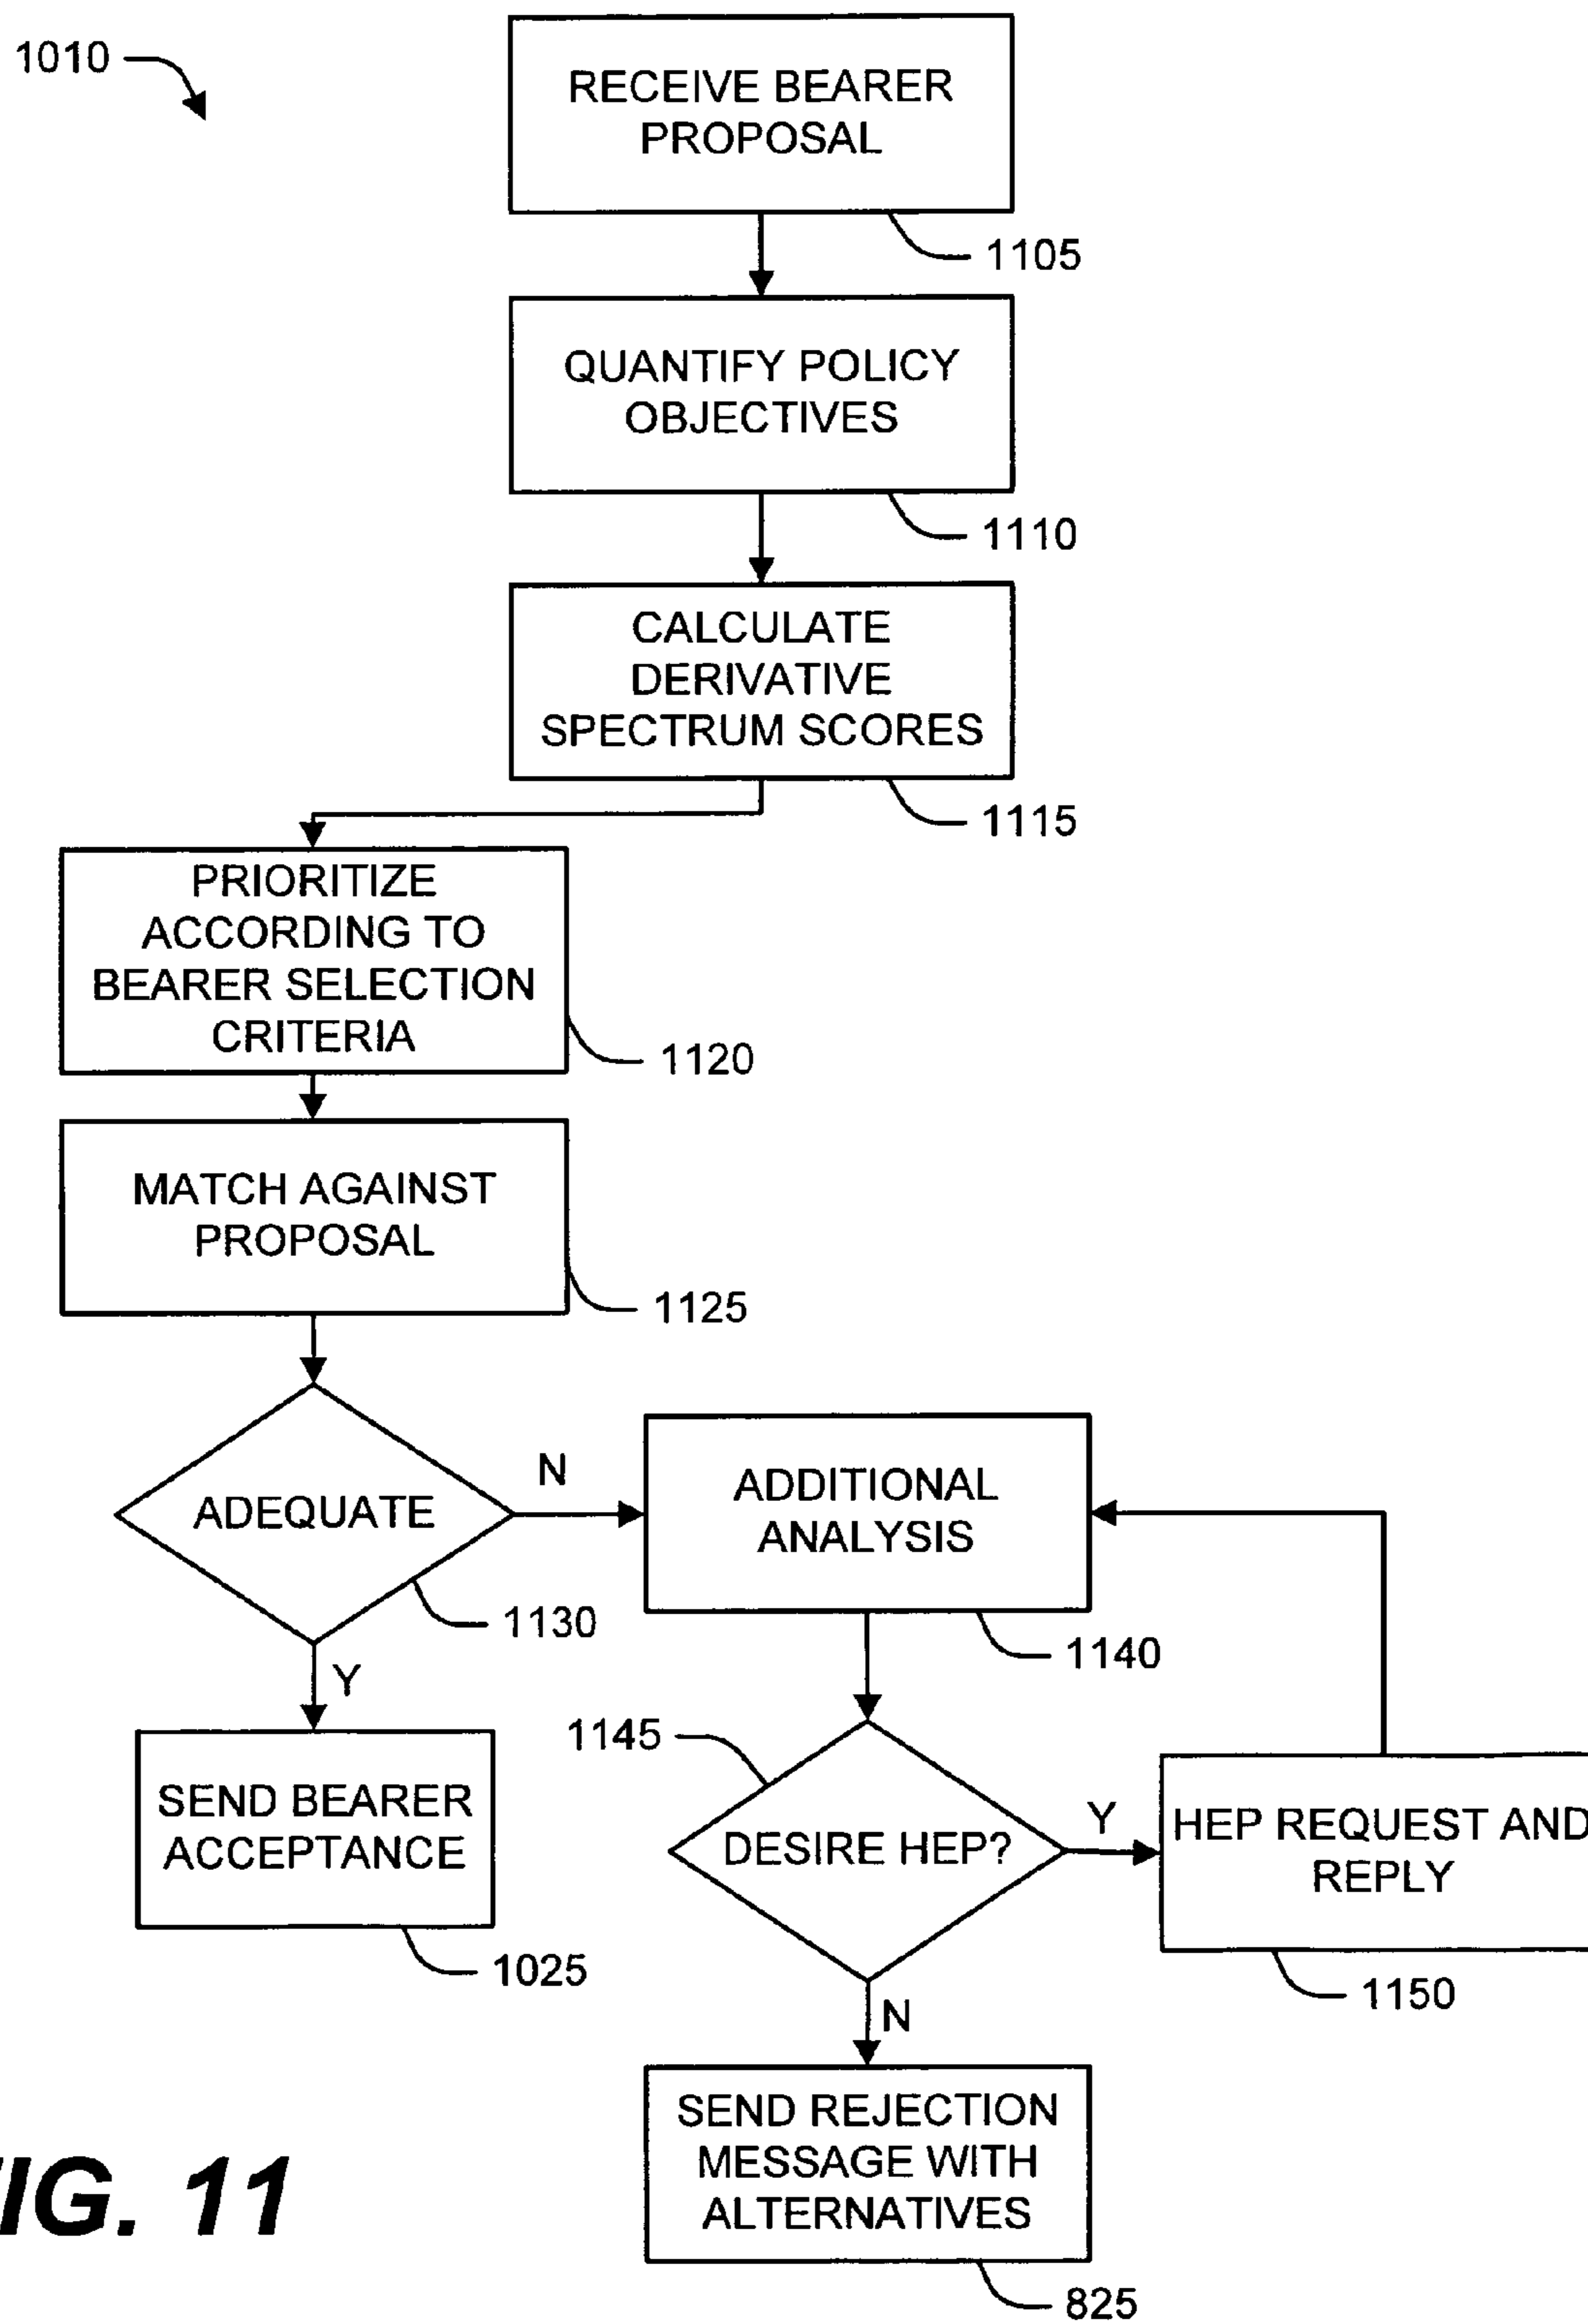 1010
RECEIVE BEARER
PROPOSAL
1105
QUANTIFY POLICY
OBJECTIVES
1110
CALCULATE
DERIVATIVE
SPECTRUM SCORES
1115
PRIORITIZE
ACCORDING TO
BEARER SELECTION
CRITERIA
1120
MATCH AGAINST
PROPOSAL
1125
ADEQUATE
N
1130
Y
SEND BEARER
ACCEPTANCE
1025
ADDITIONAL
ANALYSIS
1140
1145
DESIRE HEP?
Y
HEP REQUEST AND
REPLY
1150
N
SEND REJECTION
MESSAGE WITH
ALTERNATIVES
825
IG. 11